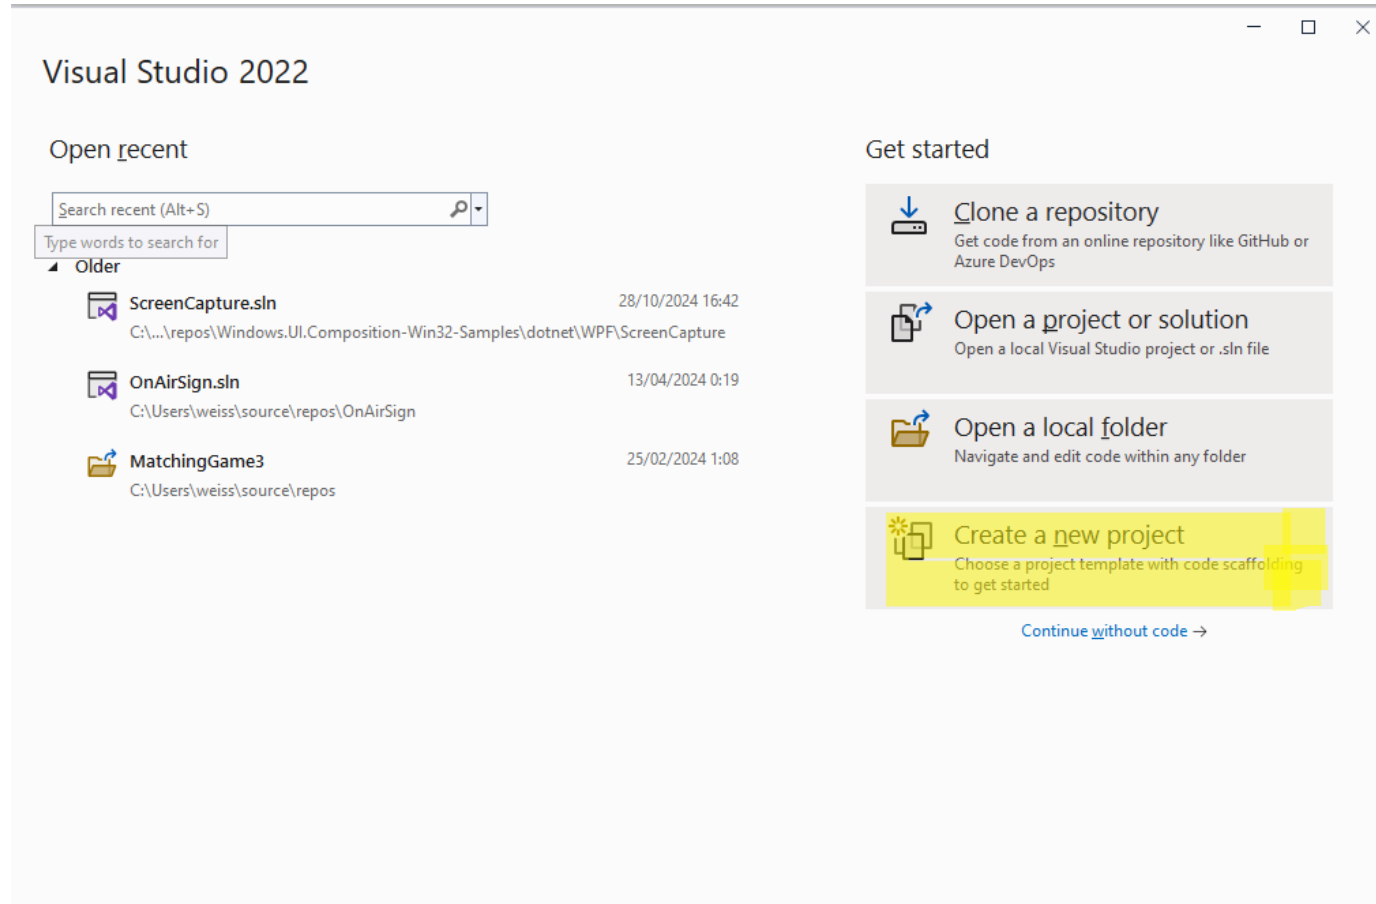 Visual Studio 2022
Open recent
Search recent (Alt+S)
Type words to search for
Older
ScreenCapture.sln
28/10/2024 16:42
C:\...\repos\Windows.UI.Composition-Win32-Samples\dotnet\WPF\ScreenCapture
OnAirSign.sln
13/04/2024 0:19
C:\Users\weiss\source\repos\OnAirSign
MatchingGame3
25/02/2024 1:08
C:\Users\weiss\source\repos
Get started
Clone a repository
Get code from an online repository like GitHub or
Azure DevOps
Open a project or solution
Open a local Visual Studio project or .sln file
Open a local folder
Navigate and edit code within any folder
Create a new project
Choose a project template with code scaffolding
to get started
Continue without code →